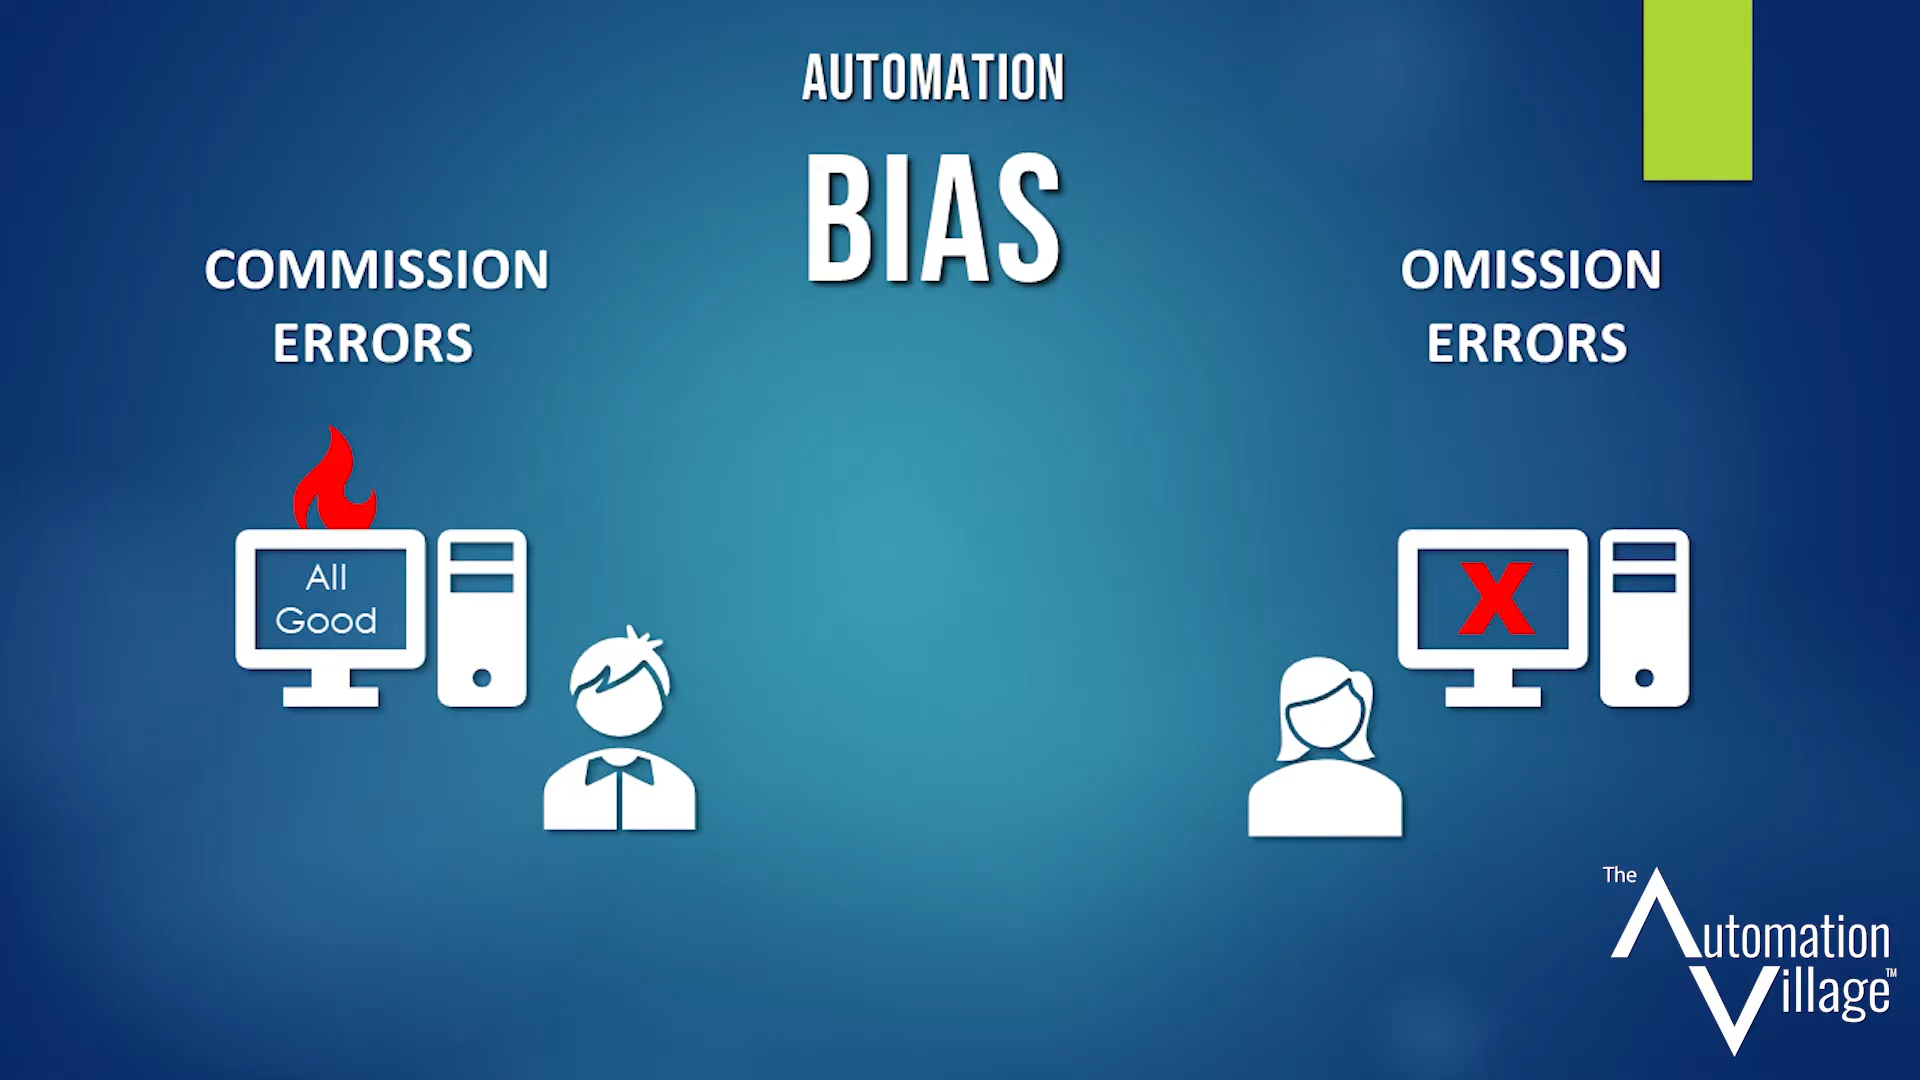 AUTOMATION
BIAS
COMMISSION
ERRORS
OMISSION
ERRORS
All
Good
X
The
Automation
Village™